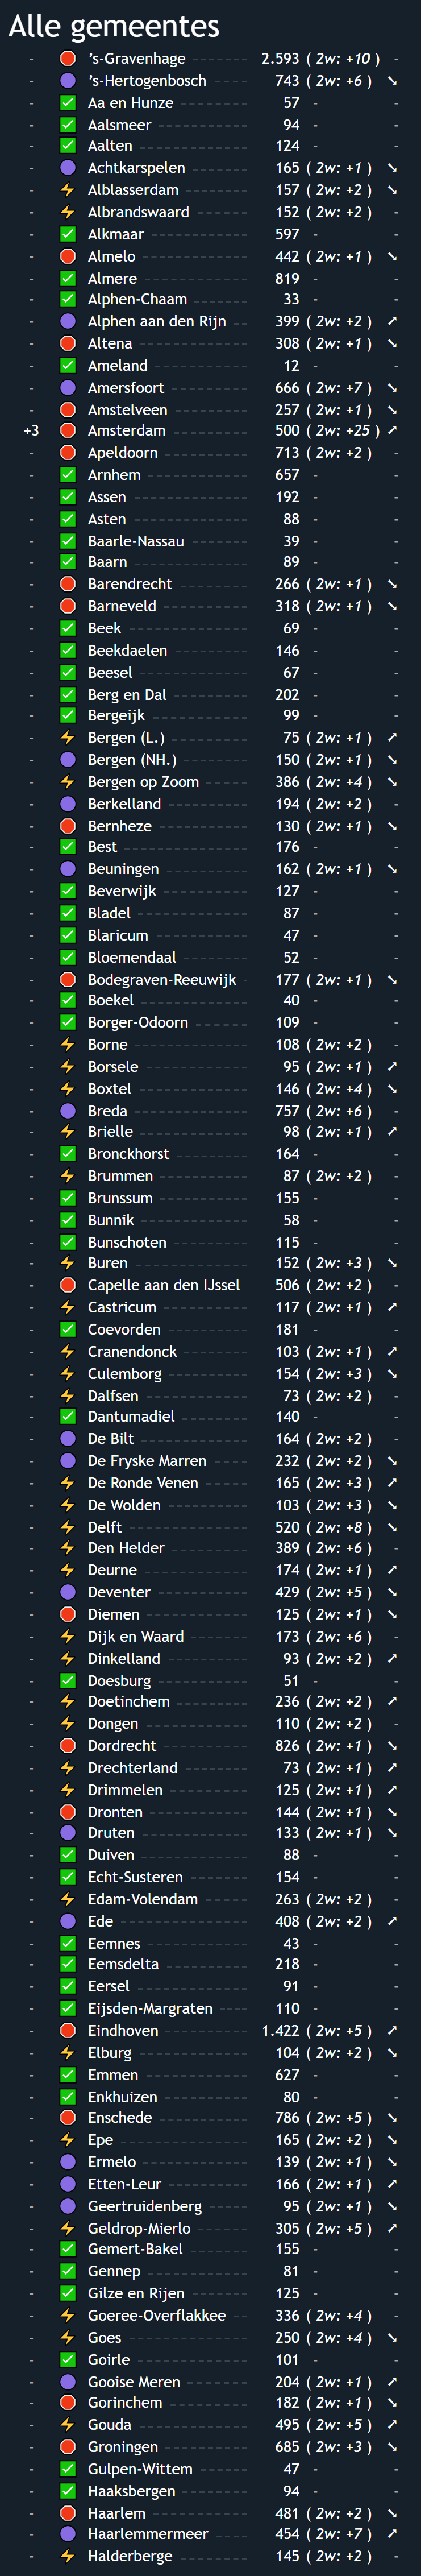 Alle gemeentes
- 's-Gravenhage 2.593 ( 2w: +10 ) -
- 's-Hertogenbosch 743 ( 2w: +6 ) ➘
- Aa en Hunze 57 - -
- Aalsmeer 94 - -
- Aalten 124 - -
- Achtkarspelen 165 ( 2w: +1 ) ➘
- Alblasserdam 157 ( 2w: +2 ) ➘
- Albrandswaard 152 ( 2w: +2 ) -
- Alkmaar 597 - -
- Almelo 442 ( 2w: +1 ) ➘
- Almere 819 - -
- Alphen-Chaam 33 - -
- Alphen aan den Rijn 399 ( 2w: +2 ) ➚
- Altena 308 ( 2w: +1 ) ➘
- Ameland 12 - -
- Amersfoort 666 ( 2w: +7 ) ➘
- Amstelveen 257 ( 2w: +1 ) ➘
+3 Amsterdam 500 ( 2w: +25 ) ➚
- Apeldoorn 713 ( 2w: +2 ) -
- Arnhem 657 - -
- Assen 192 - -
- Asten 88 - -
- Baarle-Nassau 39 - -
- Baarn 89 - -
- Barendrecht 266 ( 2w: +1 ) ➘
- Barneveld 318 ( 2w: +1 ) ➘
- Beek 69 - -
- Beekdaelen 146 - -
- Beesel 67 - -
- Berg en Dal 202 - -
- Bergeijk 99 - -
- Bergen (L.) 75 ( 2w: +1 ) ➚
- Bergen (NH.) 150 ( 2w: +1 ) ➘
- Bergen op Zoom 386 ( 2w: +4 ) ➘
- Berkelland 194 ( 2w: +2 ) -
- Bernheze 130 ( 2w: +1 ) ➘
- Best 176 - -
- Beuningen 162 ( 2w: +1 ) ➘
- Beverwijk 127 - -
- Bladel 87 - -
- Blaricum 47 - -
- Bloemendaal 52 - -
- Bodegraven-Reeuwijk 177 ( 2w: +1 ) ➘
- Boekel 40 - -
- Borger-Odoorn 109 - -
- Borne 108 ( 2w: +2 ) -
- Borsele 95 ( 2w: +1 ) ➚
- Boxtel 146 ( 2w: +4 ) ➘
- Breda 757 ( 2w: +6 ) -
- Brielle 98 ( 2w: +1 ) ➚
- Bronckhorst 164 - -
- Brummen 87 ( 2w: +2 ) -
- Brunssum 155 - -
- Bunnik 58 - -
- Bunschoten 115 - -
- Buren 152 ( 2w: +3 ) ➘
- Capelle aan den IJssel 506 ( 2w: +2 ) -
- Castricum 117 ( 2w: +1 ) ➚
- Coevorden 181 - -
- Cranendonck 103 ( 2w: +1 ) ➚
- Culemborg 154 ( 2w: +3 ) ➘
- Dalfsen 73 ( 2w: +2 ) -
- Dantumadiel 140 - -
- De Bilt 164 ( 2w: +2 ) -
- De Fryske Marren 232 ( 2w: +2 ) ➘
- De Ronde Venen 165 ( 2w: +3 ) ➚
- De Wolden 103 ( 2w: +3 ) ➘
- Delft 520 ( 2w: +8 ) ➘
- Den Helder 389 ( 2w: +6 ) -
- Deurne 174 ( 2w: +1 ) ➚
- Deventer 429 ( 2w: +5 ) ➘
- Diemen 125 ( 2w: +1 ) ➘
- Dijk en Waard 173 ( 2w: +6 ) -
- Dinkelland 93 ( 2w: +2 ) ➚
- Doesburg 51 - -
- Doetinchem 236 ( 2w: +2 ) ➚
- Dongen 110 ( 2w: +2 ) -
- Dordrecht 826 ( 2w: +1 ) ➘
- Drechterland 73 ( 2w: +1 ) ➚
- Drimmelen 125 ( 2w: +1 ) ➚
- Dronten 144 ( 2w: +1 ) ➘
- Druten 133 ( 2w: +1 ) ➘
- Duiven 88 - -
- Echt-Susteren 154 - -
- Edam-Volendam 263 ( 2w: +2 ) -
- Ede 408 ( 2w: +2 ) ➚
- Eemnes 43 - -
- Eemsdelta 218 - -
- Eersel 91 - -
- Eijsden-Margraten 110 - -
- Eindhoven 1.422 ( 2w: +5 ) ➚
- Elburg 104 ( 2w: +2 ) ➘
- Emmen 627 - -
- Enkhuizen 80 - -
- Enschede 786 ( 2w: +5 ) ➘
- Epe 165 ( 2w: +2 ) ➘
- Ermelo 139 ( 2w: +1 ) ➘
- Etten-Leur 166 ( 2w: +1 ) ➚
- Geertruidenberg 95 ( 2w: +1 ) ➘
- Geldrop-Mierlo 305 ( 2w: +5 ) ➚
- Gemert-Bakel 155 - -
- Gennep 81 - -
- Gilze en Rijen 125 - -
- Goeree-Overflakkee 336 ( 2w: +4 ) -
- Goes 250 ( 2w: +4 ) ➘
- Goirle 101 - -
- Gooise Meren 204 ( 2w: +1 ) ➚
- Gorinchem 182 ( 2w: +1 ) ➘
- Gouda 495 ( 2w: +5 ) ➚
- Groningen 685 ( 2w: +3 ) ➘
- Gulpen-Wittem 47 - -
- Haaksbergen 94 - -
- Haarlem 481 ( 2w: +2 ) ➘
- Haarlemmermeer 454 ( 2w: +7 ) ➚
- Halderberge 145 ( 2w: +2 ) -